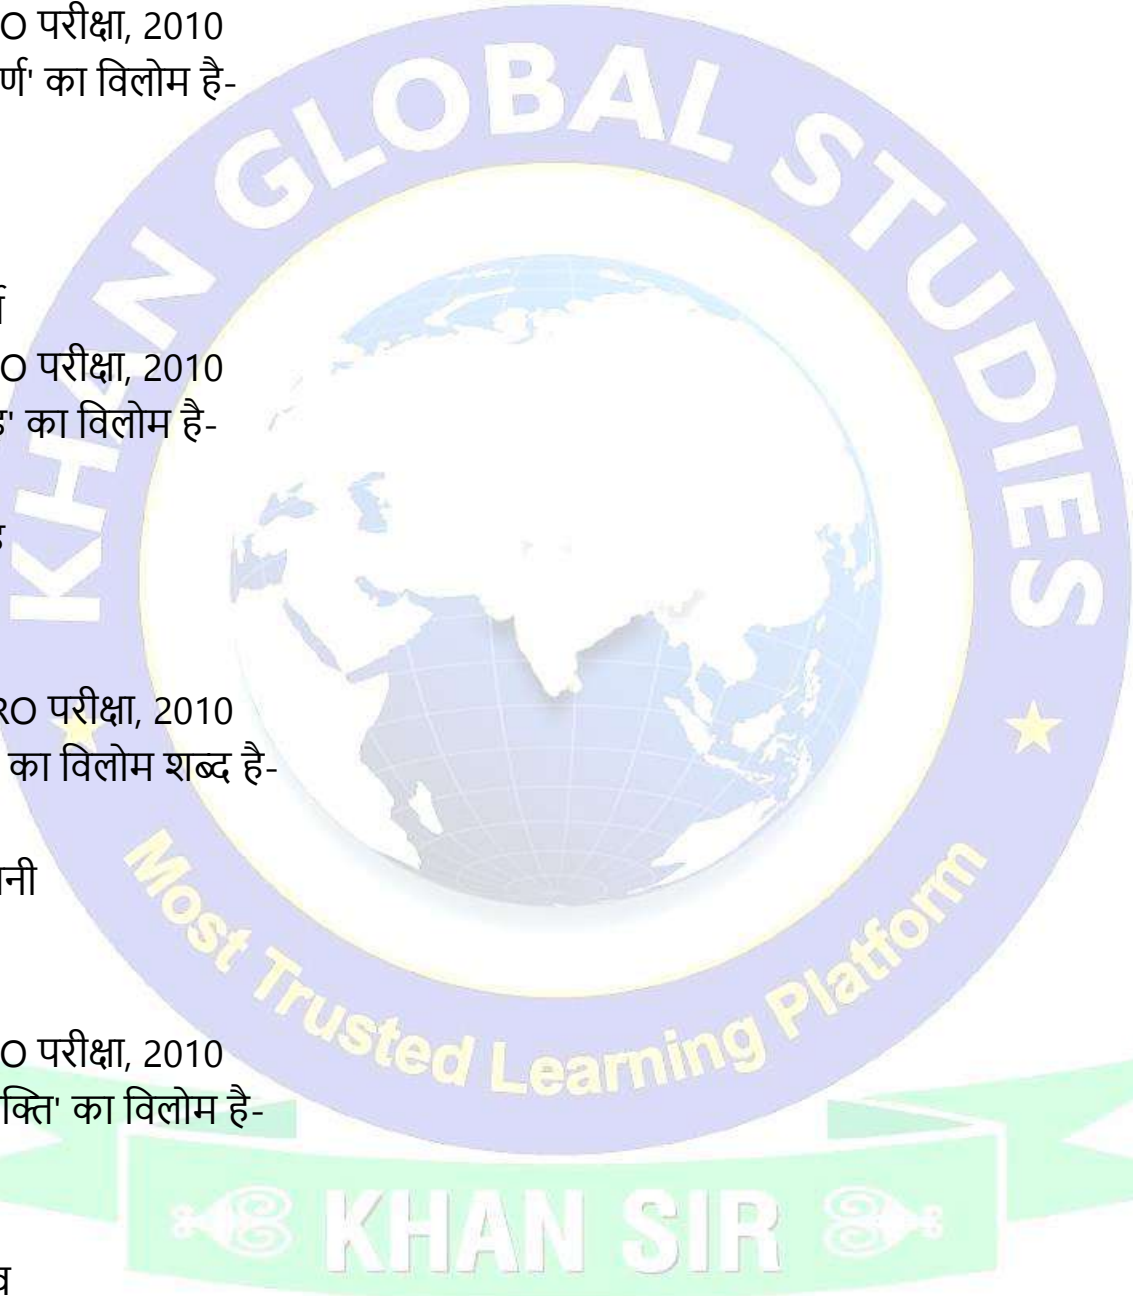 O परीक्षा, 2010
र्ण' का विलोम है-
O परीक्षा, 2010
का विलोम है-
RO परीक्षा, 2010
का विलोम शब्द है-
नी
O परीक्षा, 2010
क्ति' का विलोम है-
व
KHAN GLOBAL STUDIES
Most Trusted Learning Platform
KHAN SIR